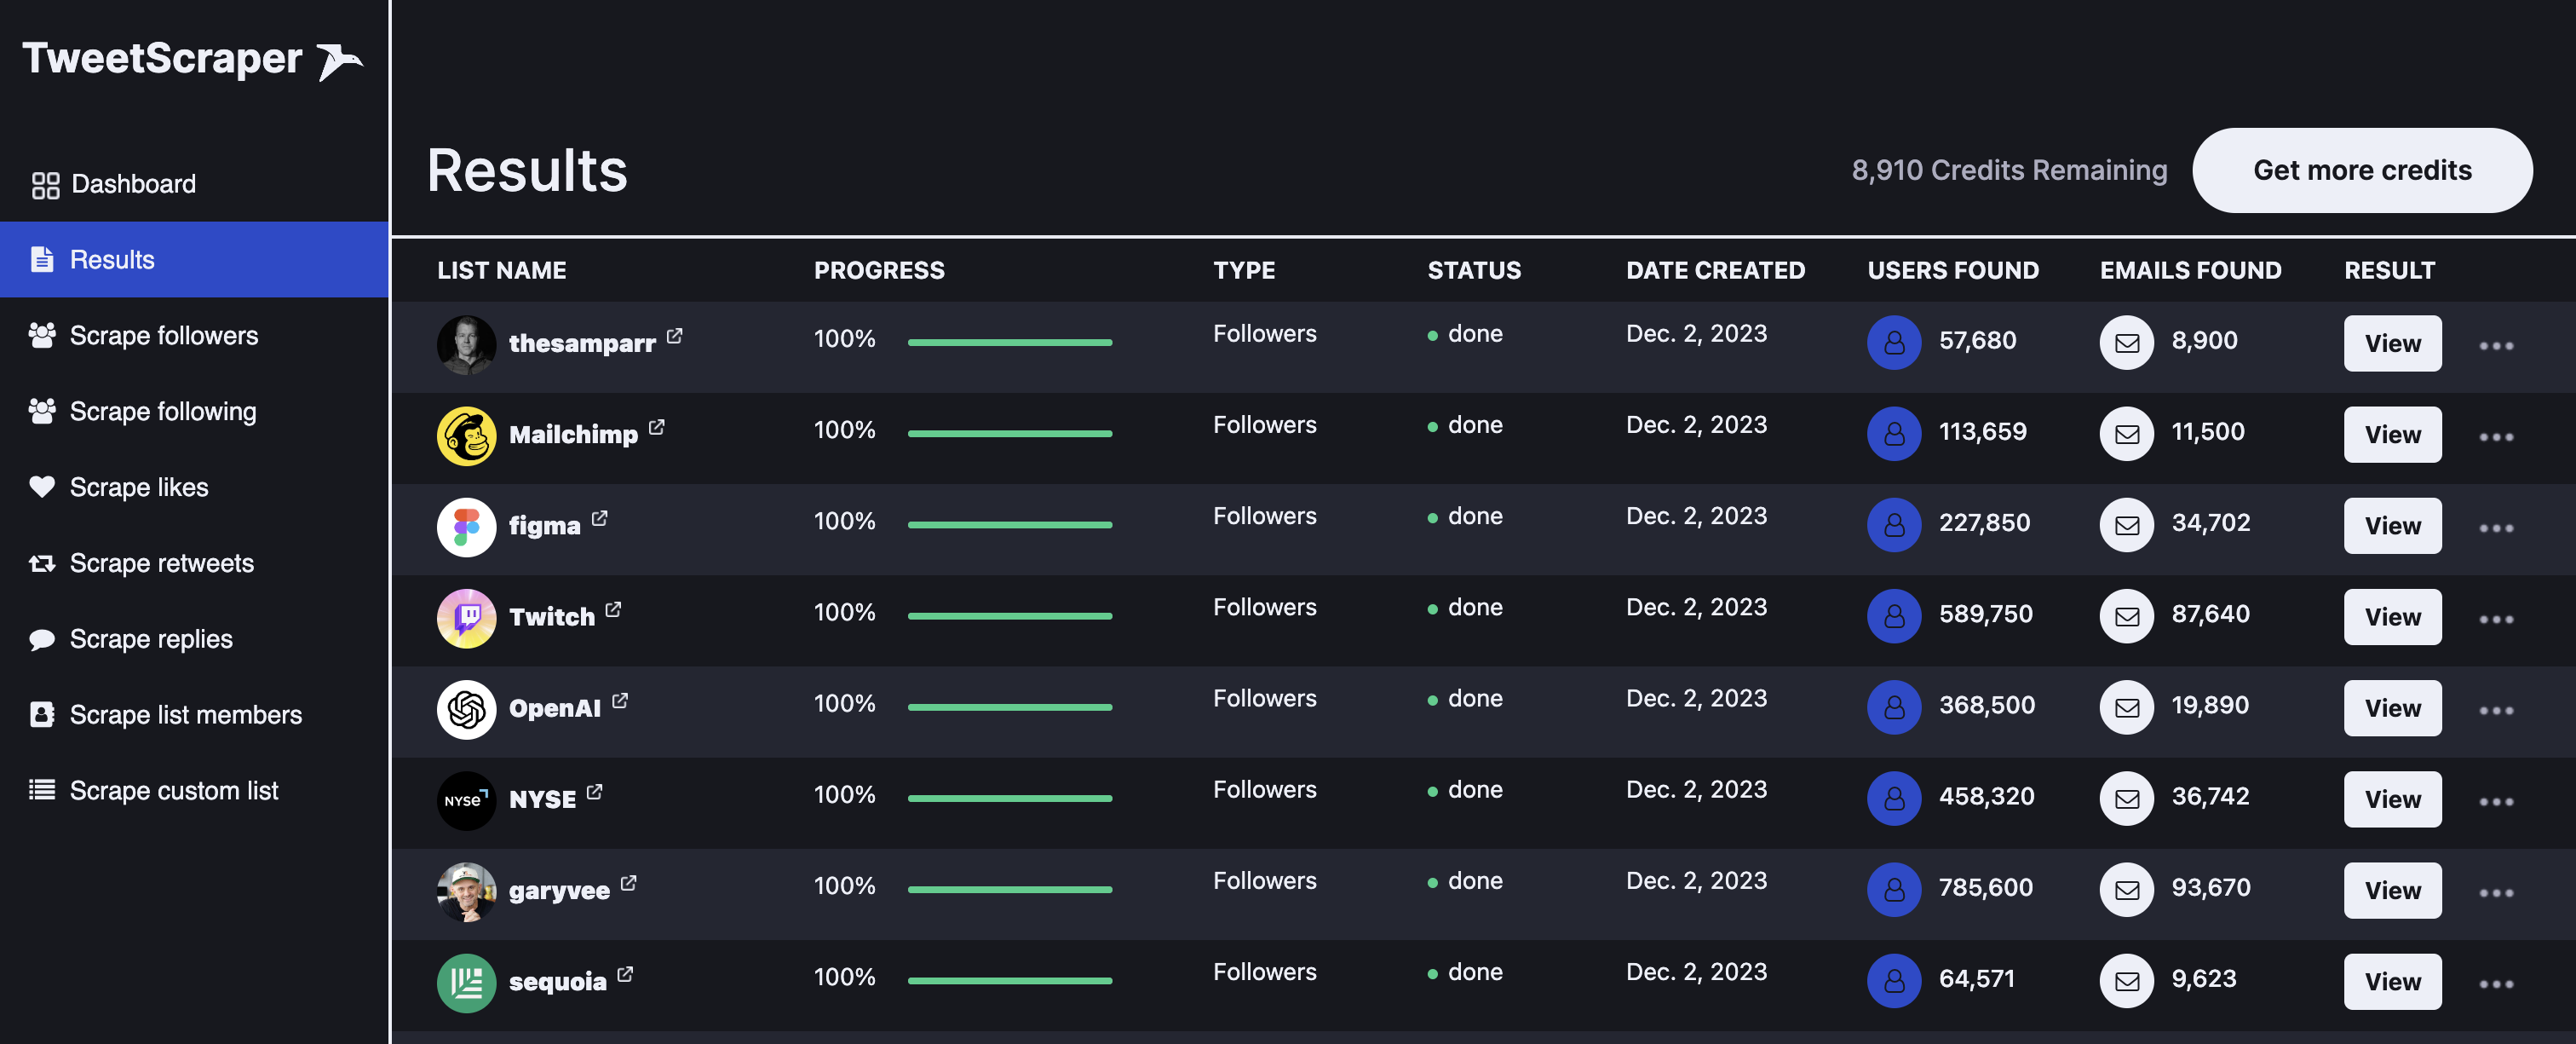 TweetScraper
Dashboard
Results
Scrape followers
Scrape following
Scrape likes
Scrape retweets
Scrape replies
Scrape list members
Scrape custom list
Results
8,910 Credits Remaining
Get more credits
LIST NAME PROGRESS TYPE STATUS DATE CREATED USERS FOUND EMAILS FOUND RESULT
thesamparr 100% Followers done Dec. 2, 2023 57,680 8,900 View
Mailchimp 100% Followers done Dec. 2, 2023 113,659 11,500 View
figma 100% Followers done Dec. 2, 2023 227,850 34,702 View
Twitch 100% Followers done Dec. 2, 2023 589,750 87,640 View
OpenAI 100% Followers done Dec. 2, 2023 368,500 19,890 View
NYSE NYSE 100% Followers done Dec. 2, 2023 458,320 36,742 View
garyvee 100% Followers done Dec. 2, 2023 785,600 93,670 View
sequoia 100% Followers done Dec. 2, 2023 64,571 9,623 View